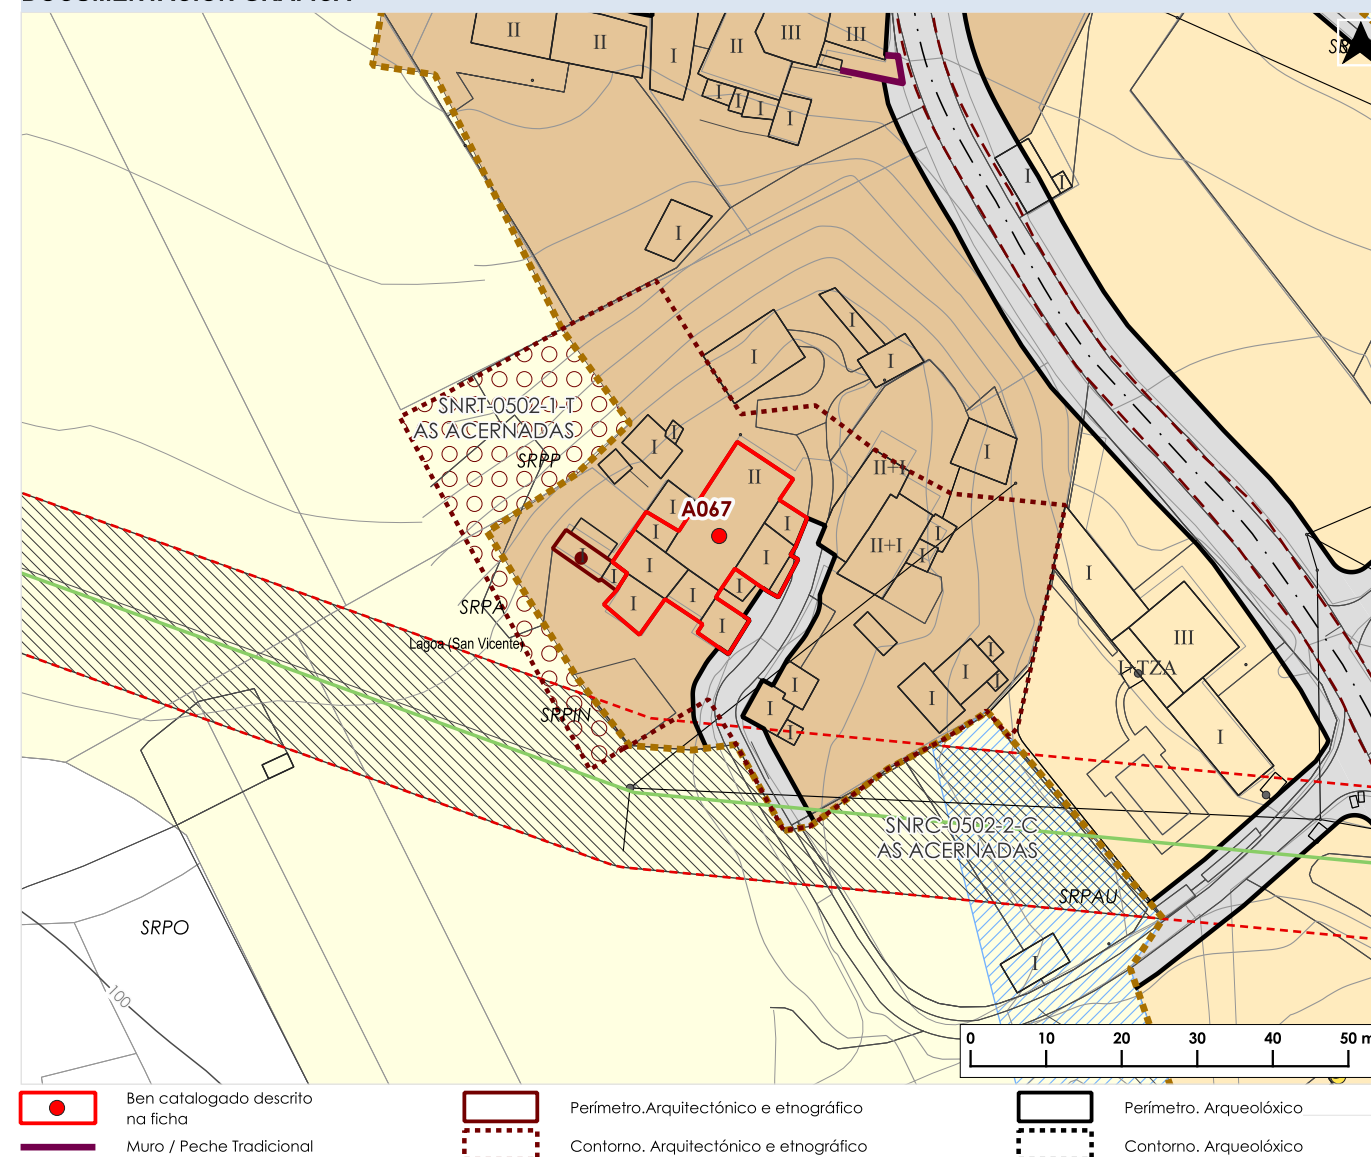 II
II
I
II
III
III
I
I
I
I
I
I
I
I
I
I
SNRT-0502-1-T
AS ACERNADAS
SRPP
I
I
II
I
A067
I
I
I
I
I
I
I
I
I
I
II+I
I
II+I
I
I
I
III
I+TZA
I
SRPA
Lagoa (San Vicente)
SRPIN
I
I
I
I
I
I
I
SNRC-0502-2-C
AS ACERNADAS
SRPAU
SRPO
100
I
0 10 20 30 40 50 m
Ben catalogado descrito
na ficha
Perímetro.Arquitectónico e etnográfico
Perímetro. Arqueolóxico
Muro / Peche Tradicional
Contorno. Arquitectónico e etnográfico
Contorno. Arqueolóxico